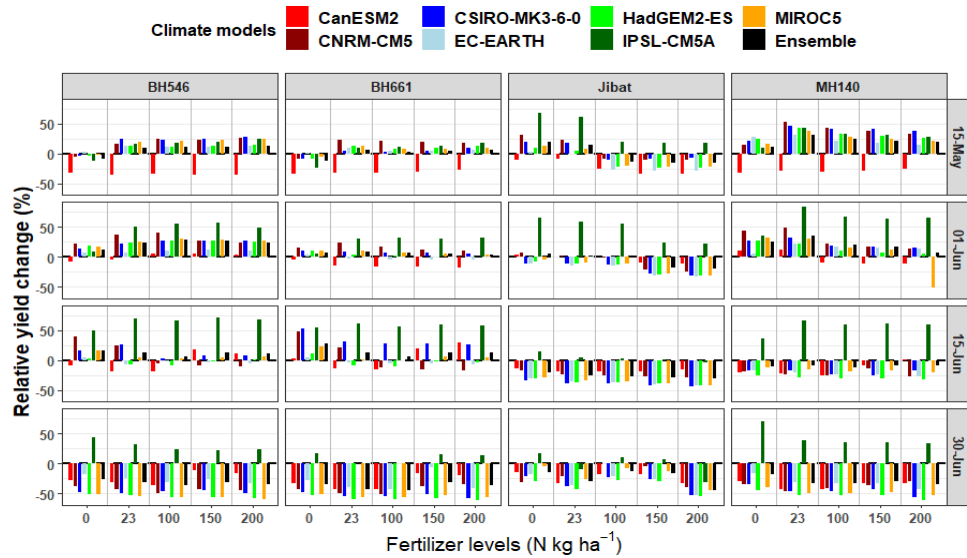 Climate models
CanESM2 CSIRO-MK3-6-0 HadGEM2-ES MIROC5
CNRM-CM5 EC-EARTH IPSL-CM5A Ensemble
BH546 BH661 Jibat MH140
Relative yield change (%)
50
0
-50
15-May
50
0
-50
01-Jun
50
0
-50
15-Jun
50
0
-50
30-Jun
0 23 100 150 200 0 23 100 150 200 0 23 100 150 200 0 23 100 150 200
Fertilizer levels (N kg ha⁻¹)